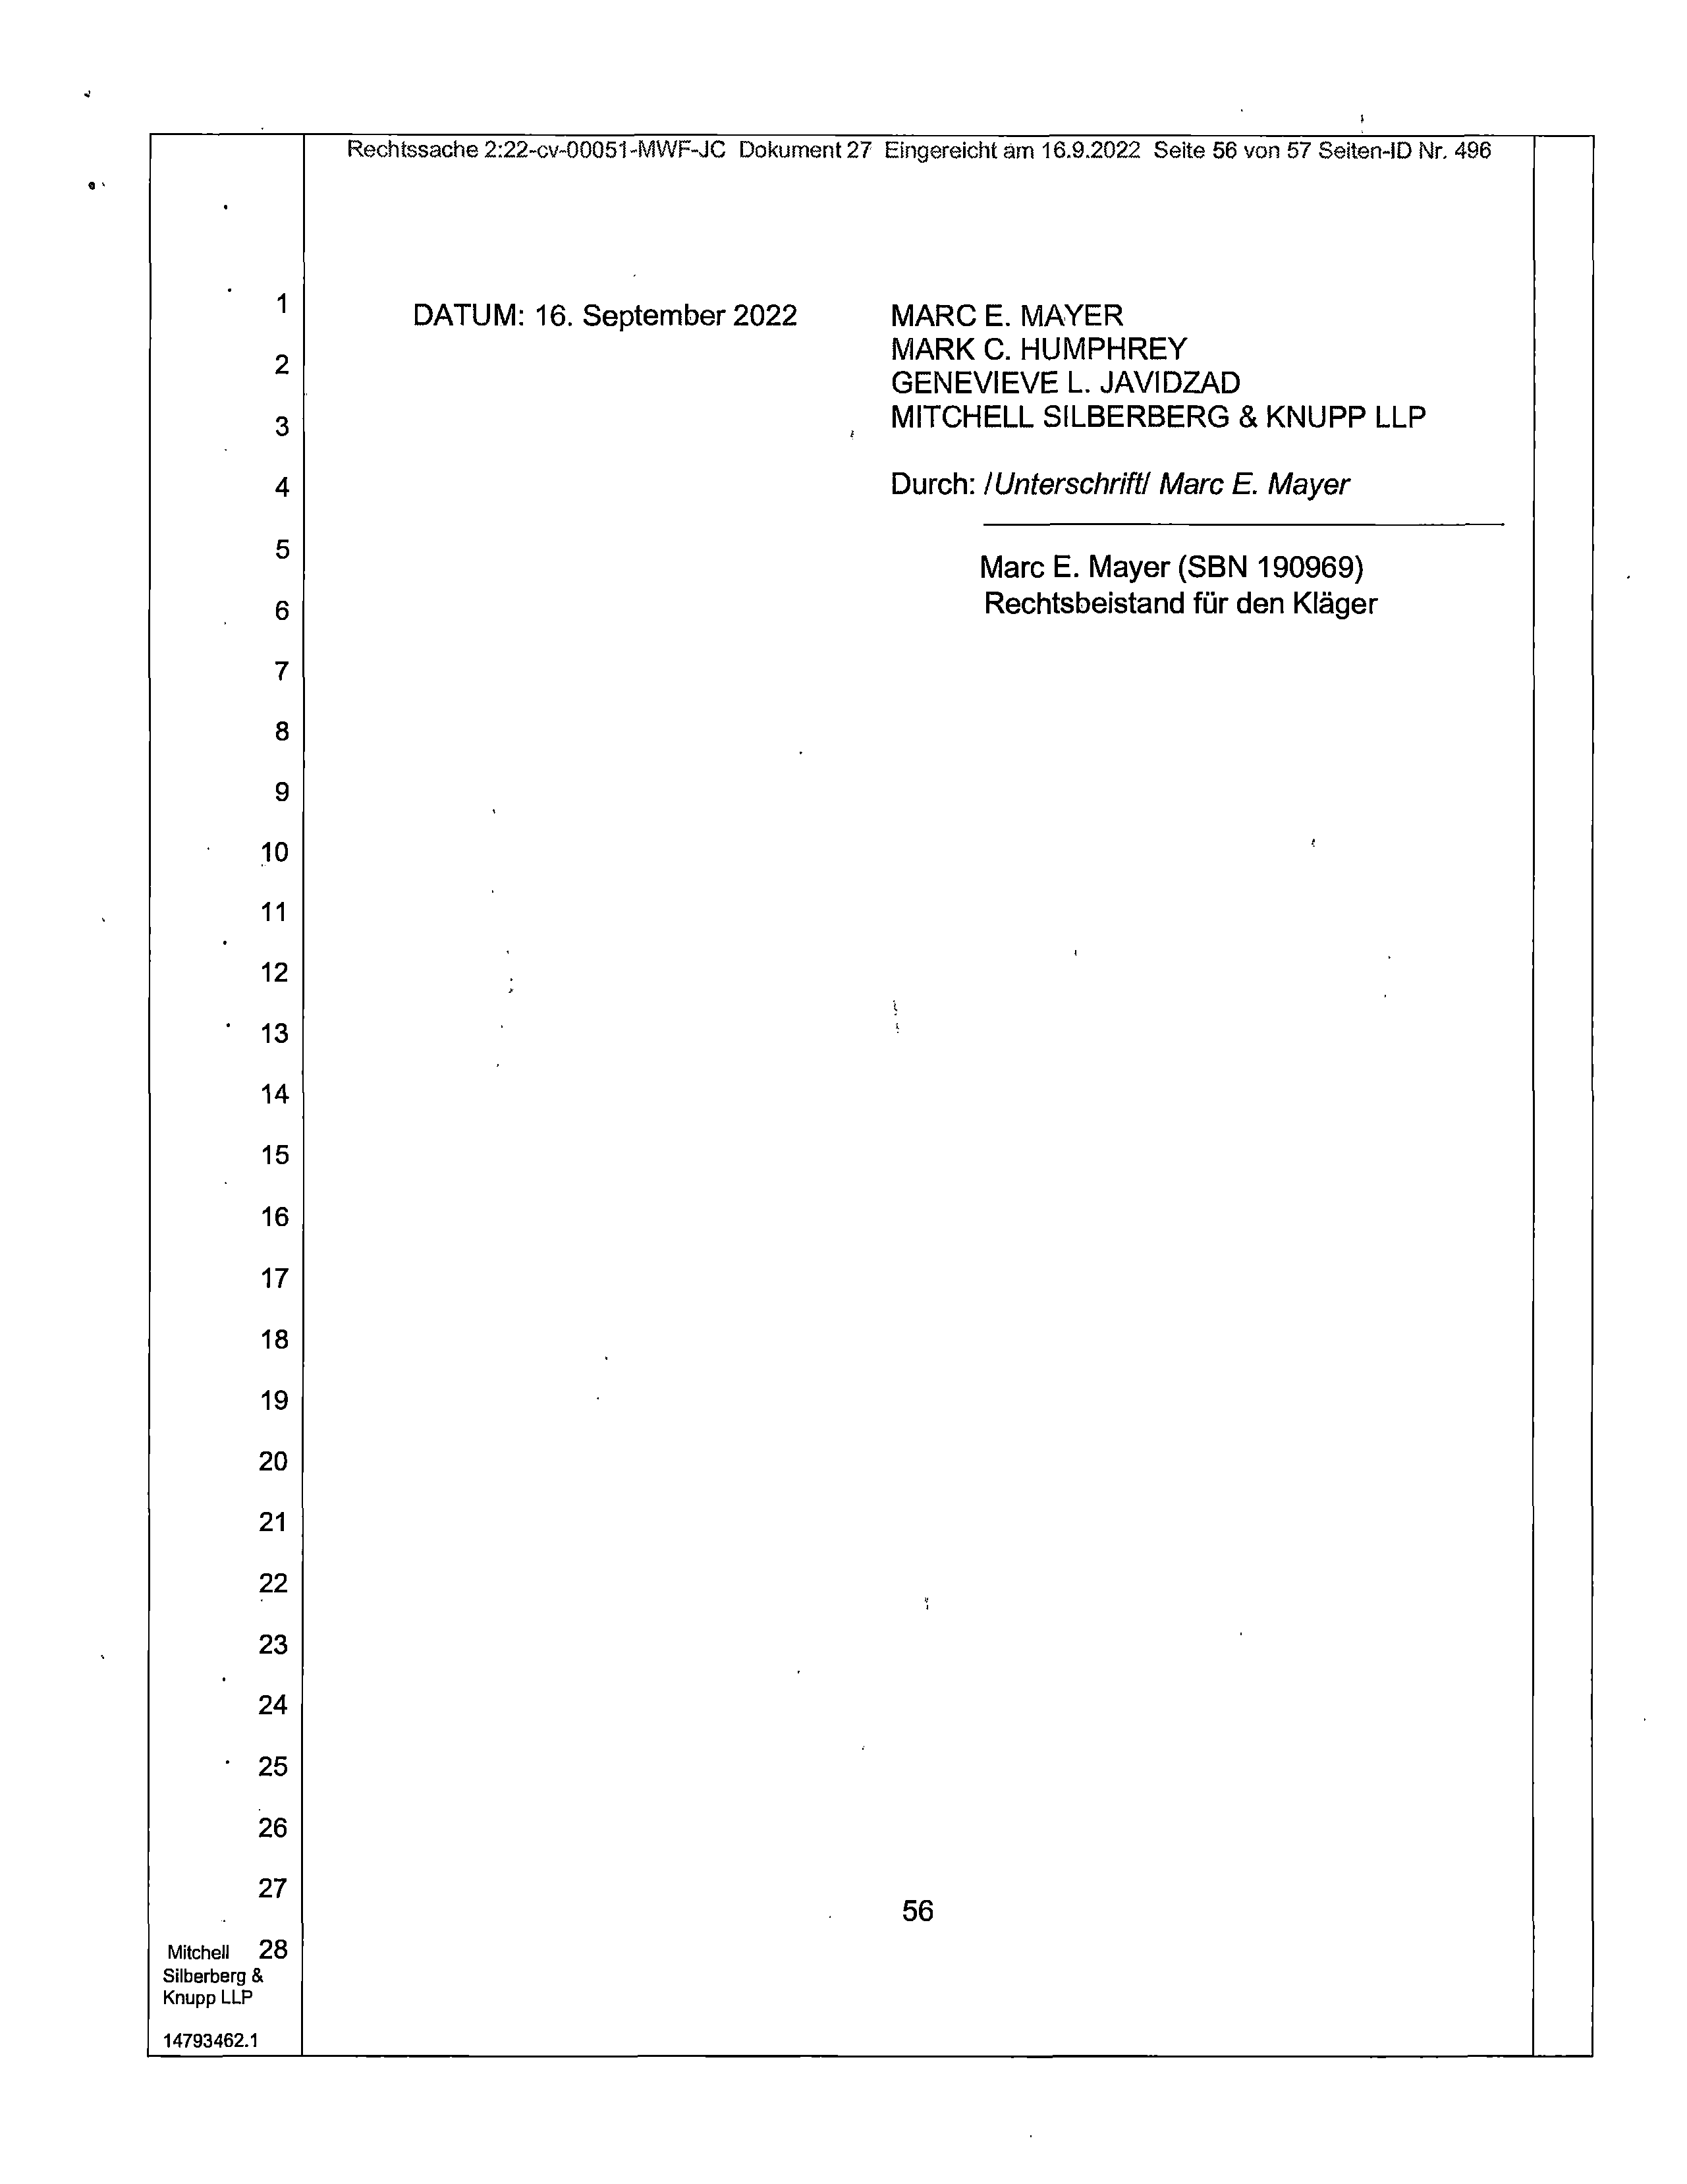 Rechtssache 2:22-cv-00051-MWF-JC Dokument 27 Eingereicht am 16.9.2022 Seite 56 von 57 Seiten-ID Nr. 496
1
DATUM: 16. September 2022
MARC E. MAYER
2
MARK C. HUMPHREY
GENEVIEVE L. JAVIDZAD
3
MITCHELL SILBERBERG & KNUPP LLP
4
Durch: /Unterschrift/ Marc E. Mayer
5
Marc E. Mayer (SBN 190969)
6
Rechtsbeistand für den Kläger
7
8
9
10
11
12
13
14
15
16
17
18
19
20
21
22
23
24
25
26
27
56
28
Mitchell
Silberberg &
Knupp LLP
14793462.1